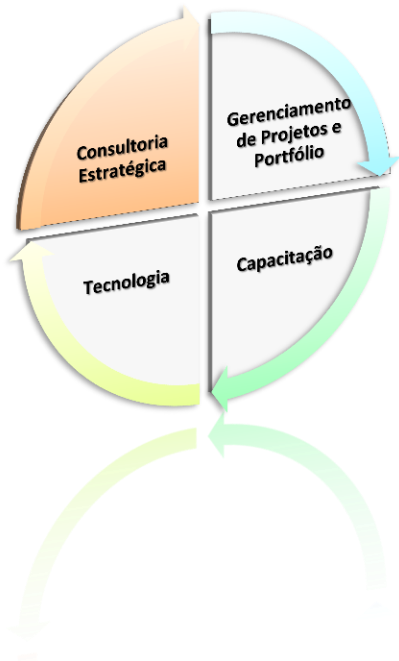 Consultoria
Estratégica
Gerenciamento
de Projetos e
Portfólio
Tecnologia
Capacitação